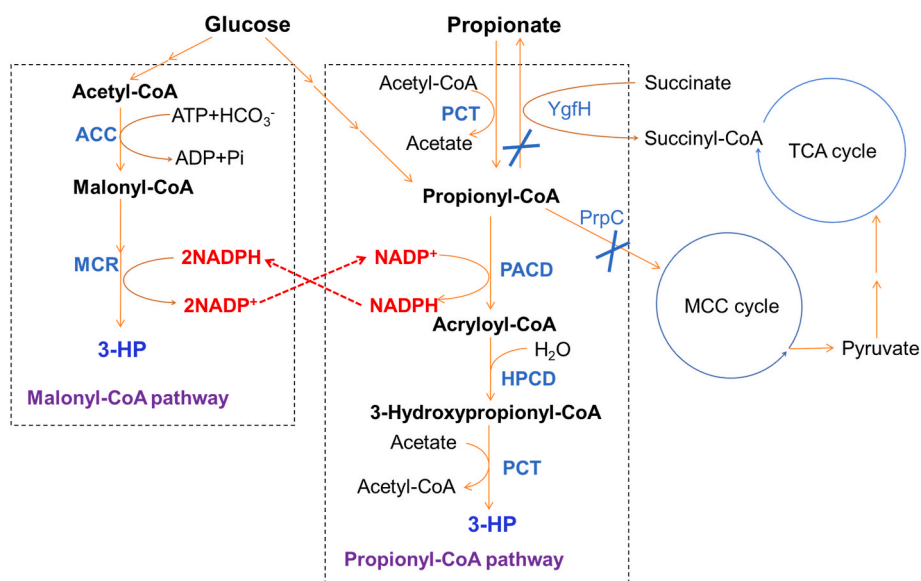 Glucose
Propionate
Acetyl-CoA
ATP+HCO₃⁻
ACC
ADP+Pi
Malonyl-CoA
MCR
2NADPH
2NADP⁺
3-HP
Malonyl-CoA pathway
Acetyl-CoA
PCT
Acetate
YgfH
Succinate
Succinyl-CoA
TCA cycle
Propionyl-CoA
PrpC
NADP⁺
PACD
NADPH
MCC cycle
Pyruvate
Acryloyl-CoA
H₂O
HPCD
3-Hydroxypropionyl-CoA
Acetate
PCT
Acetyl-CoA
3-HP
Propionyl-CoA pathway